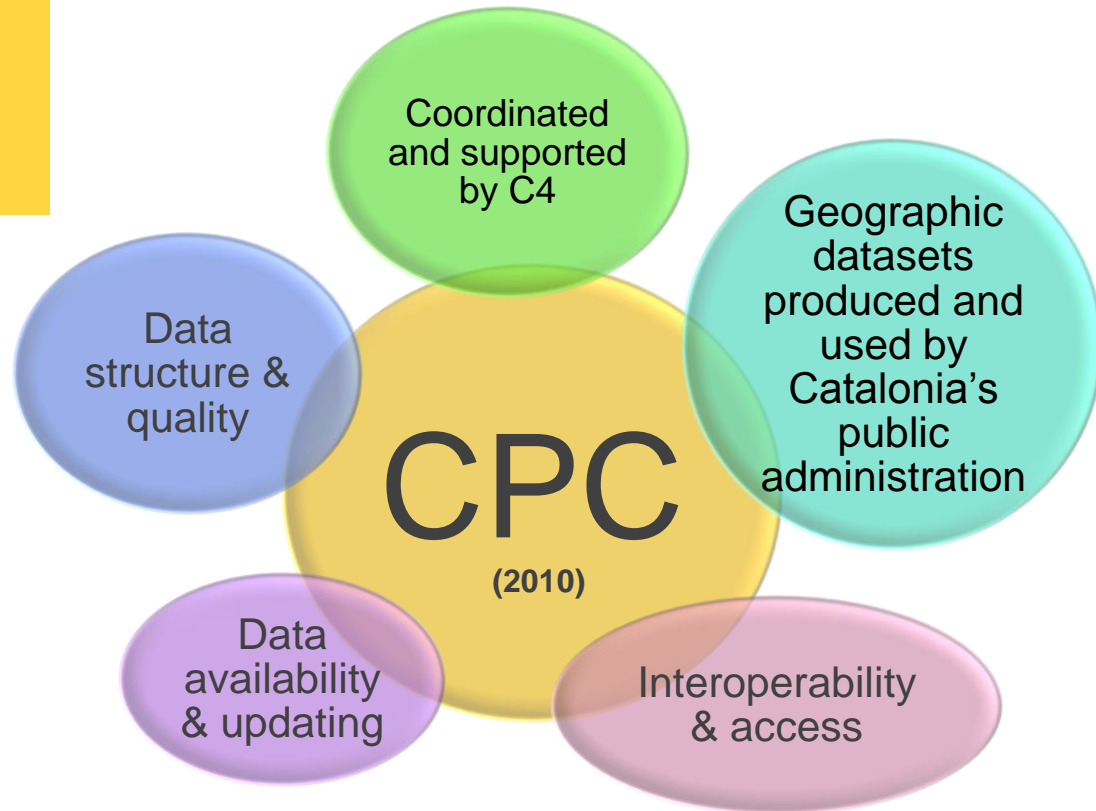 Coordinated
and supported
by C4
Geographic
datasets
produced and
used by
Catalonia’s
public
administration
Data
structure &
quality
CPC
(2010)
Data
availability
& updating
Interoperability
& access